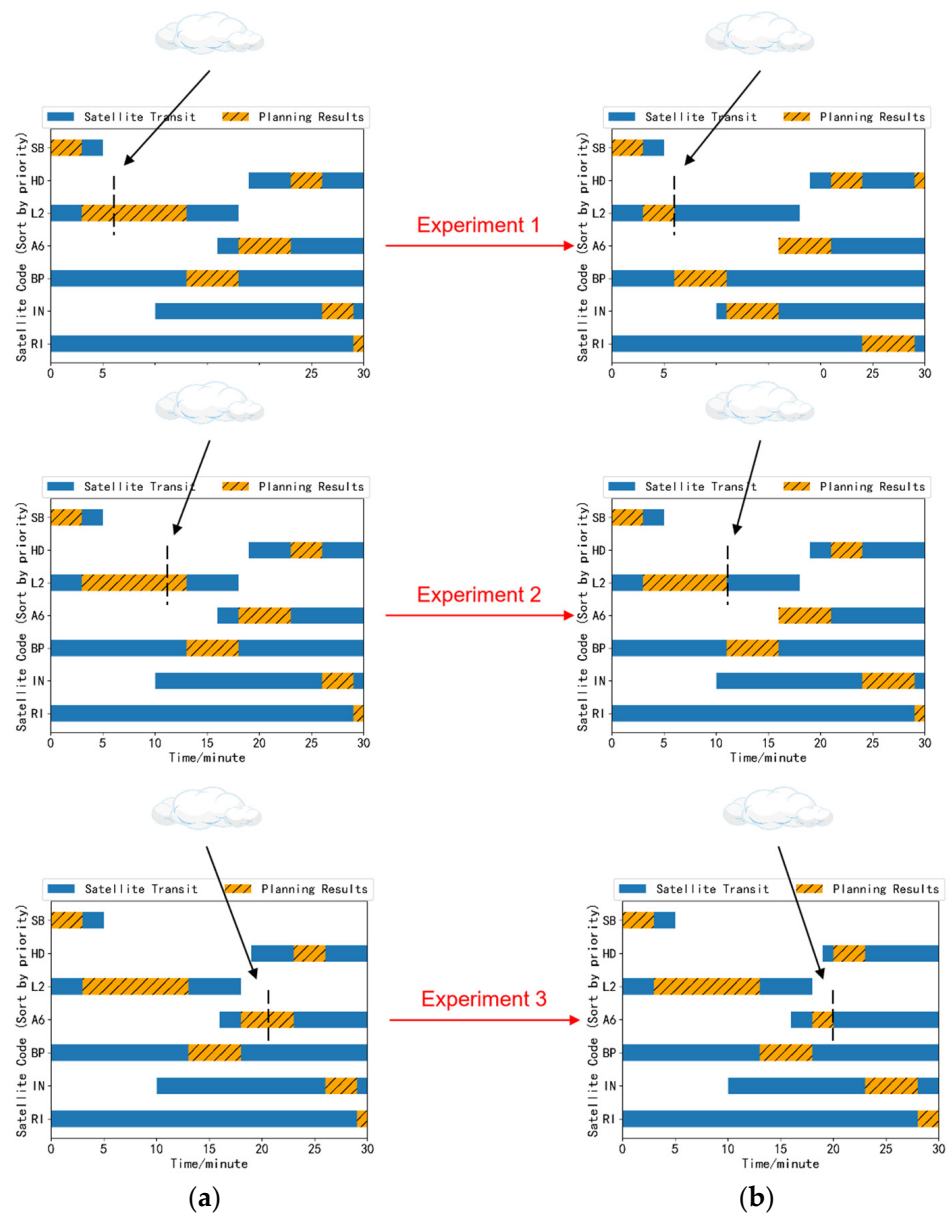 Satellite Transit Planning Results
Satellite Transit Planning Results
Satellite Code (Sort by priority)
SB
HD
L2
A6
BP
IN
RI
0 5 25 30
Experiment 1
Satellite Code (Sort by priority)
SB
HD
L2
A6
BP
IN
RI
0 5 0 25 30
Satellite Transit Planning Results
Satellite Transit Planning Results
Satellite Code (Sort by priority)
SB
HD
L2
A6
BP
IN
RI
0 5 10 15 20 25 30
Time/minute
Experiment 2
Satellite Code (Sort by priority)
SB
HD
L2
A6
BP
IN
RI
0 5 10 15 20 25 30
Time/minute
Satellite Transit Planning Results
Satellite Transit Planning Results
Satellite Code (Sort by priority)
SB
HD
L2
A6
BP
IN
RI
0 5 10 15 20 25 30
Time/minute
Experiment 3
Satellite Code (Sort by priority)
SB
HD
L2
A6
BP
IN
RI
0 5 10 15 20 25 30
Time/minute
(a) (b)